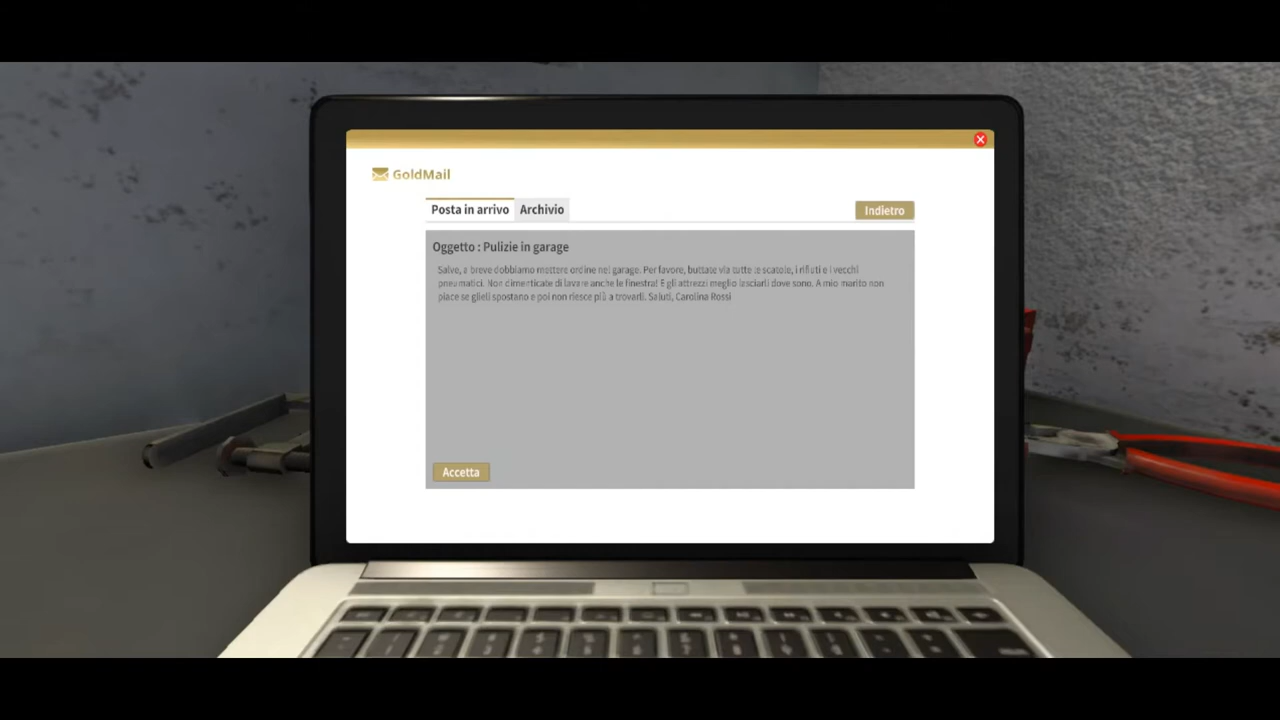 GoldMail
Posta in arrivo Archivio Indietro
Oggetto : Pulizie in garage
Salve, a breve dobbiamo mettere ordine nel garage. Per favore, buttate via tutte le scatole, i rifiuti e i vecchi
pneumatici. Non dimenticate di lavare anche le finestra! E gli attrezzi meglio lasciarli dove sono. A mio marito non
piace se glieli spostano e poi non riesce più a trovarli. Saluti, Carolina Rossi
Accetta